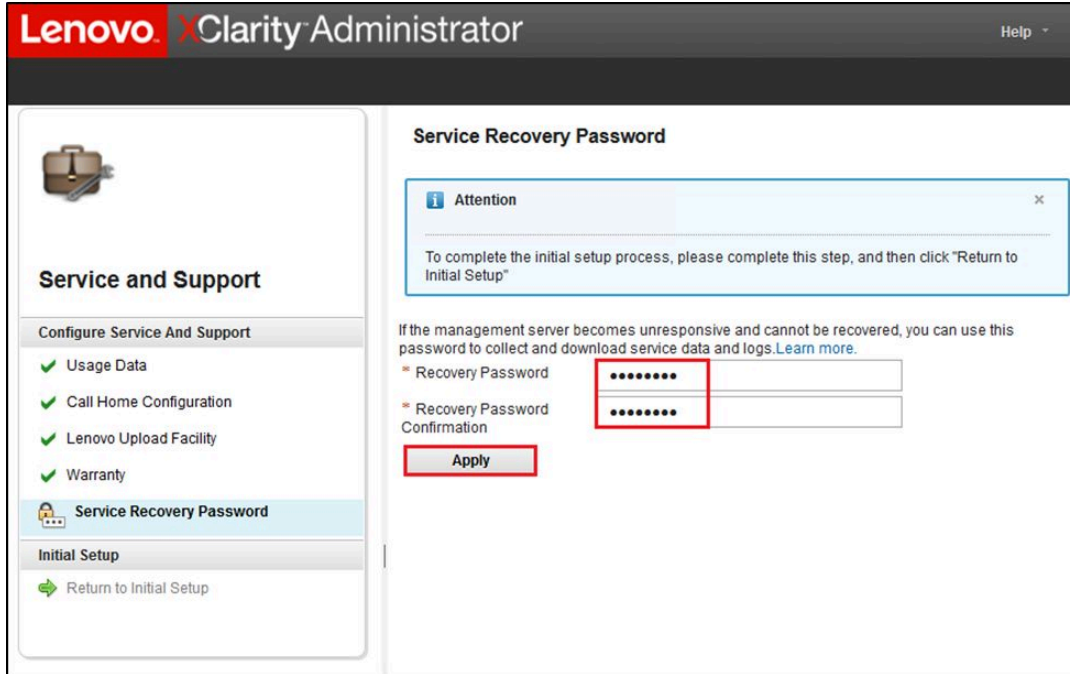 Lenovo. XClarity Administrator
Help
Service and Support
Configure Service And Support
Usage Data
Call Home Configuration
Lenovo Upload Facility
Warranty
Service Recovery Password
Initial Setup
Return to Initial Setup
Service Recovery Password
Attention
To complete the initial setup process, please complete this step, and then click "Return to
Initial Setup"
If the management server becomes unresponsive and cannot be recovered, you can use this
password to collect and download service data and logs.Learn more.
* Recovery Password
••••••••
* Recovery Password
Confirmation
••••••••
Apply